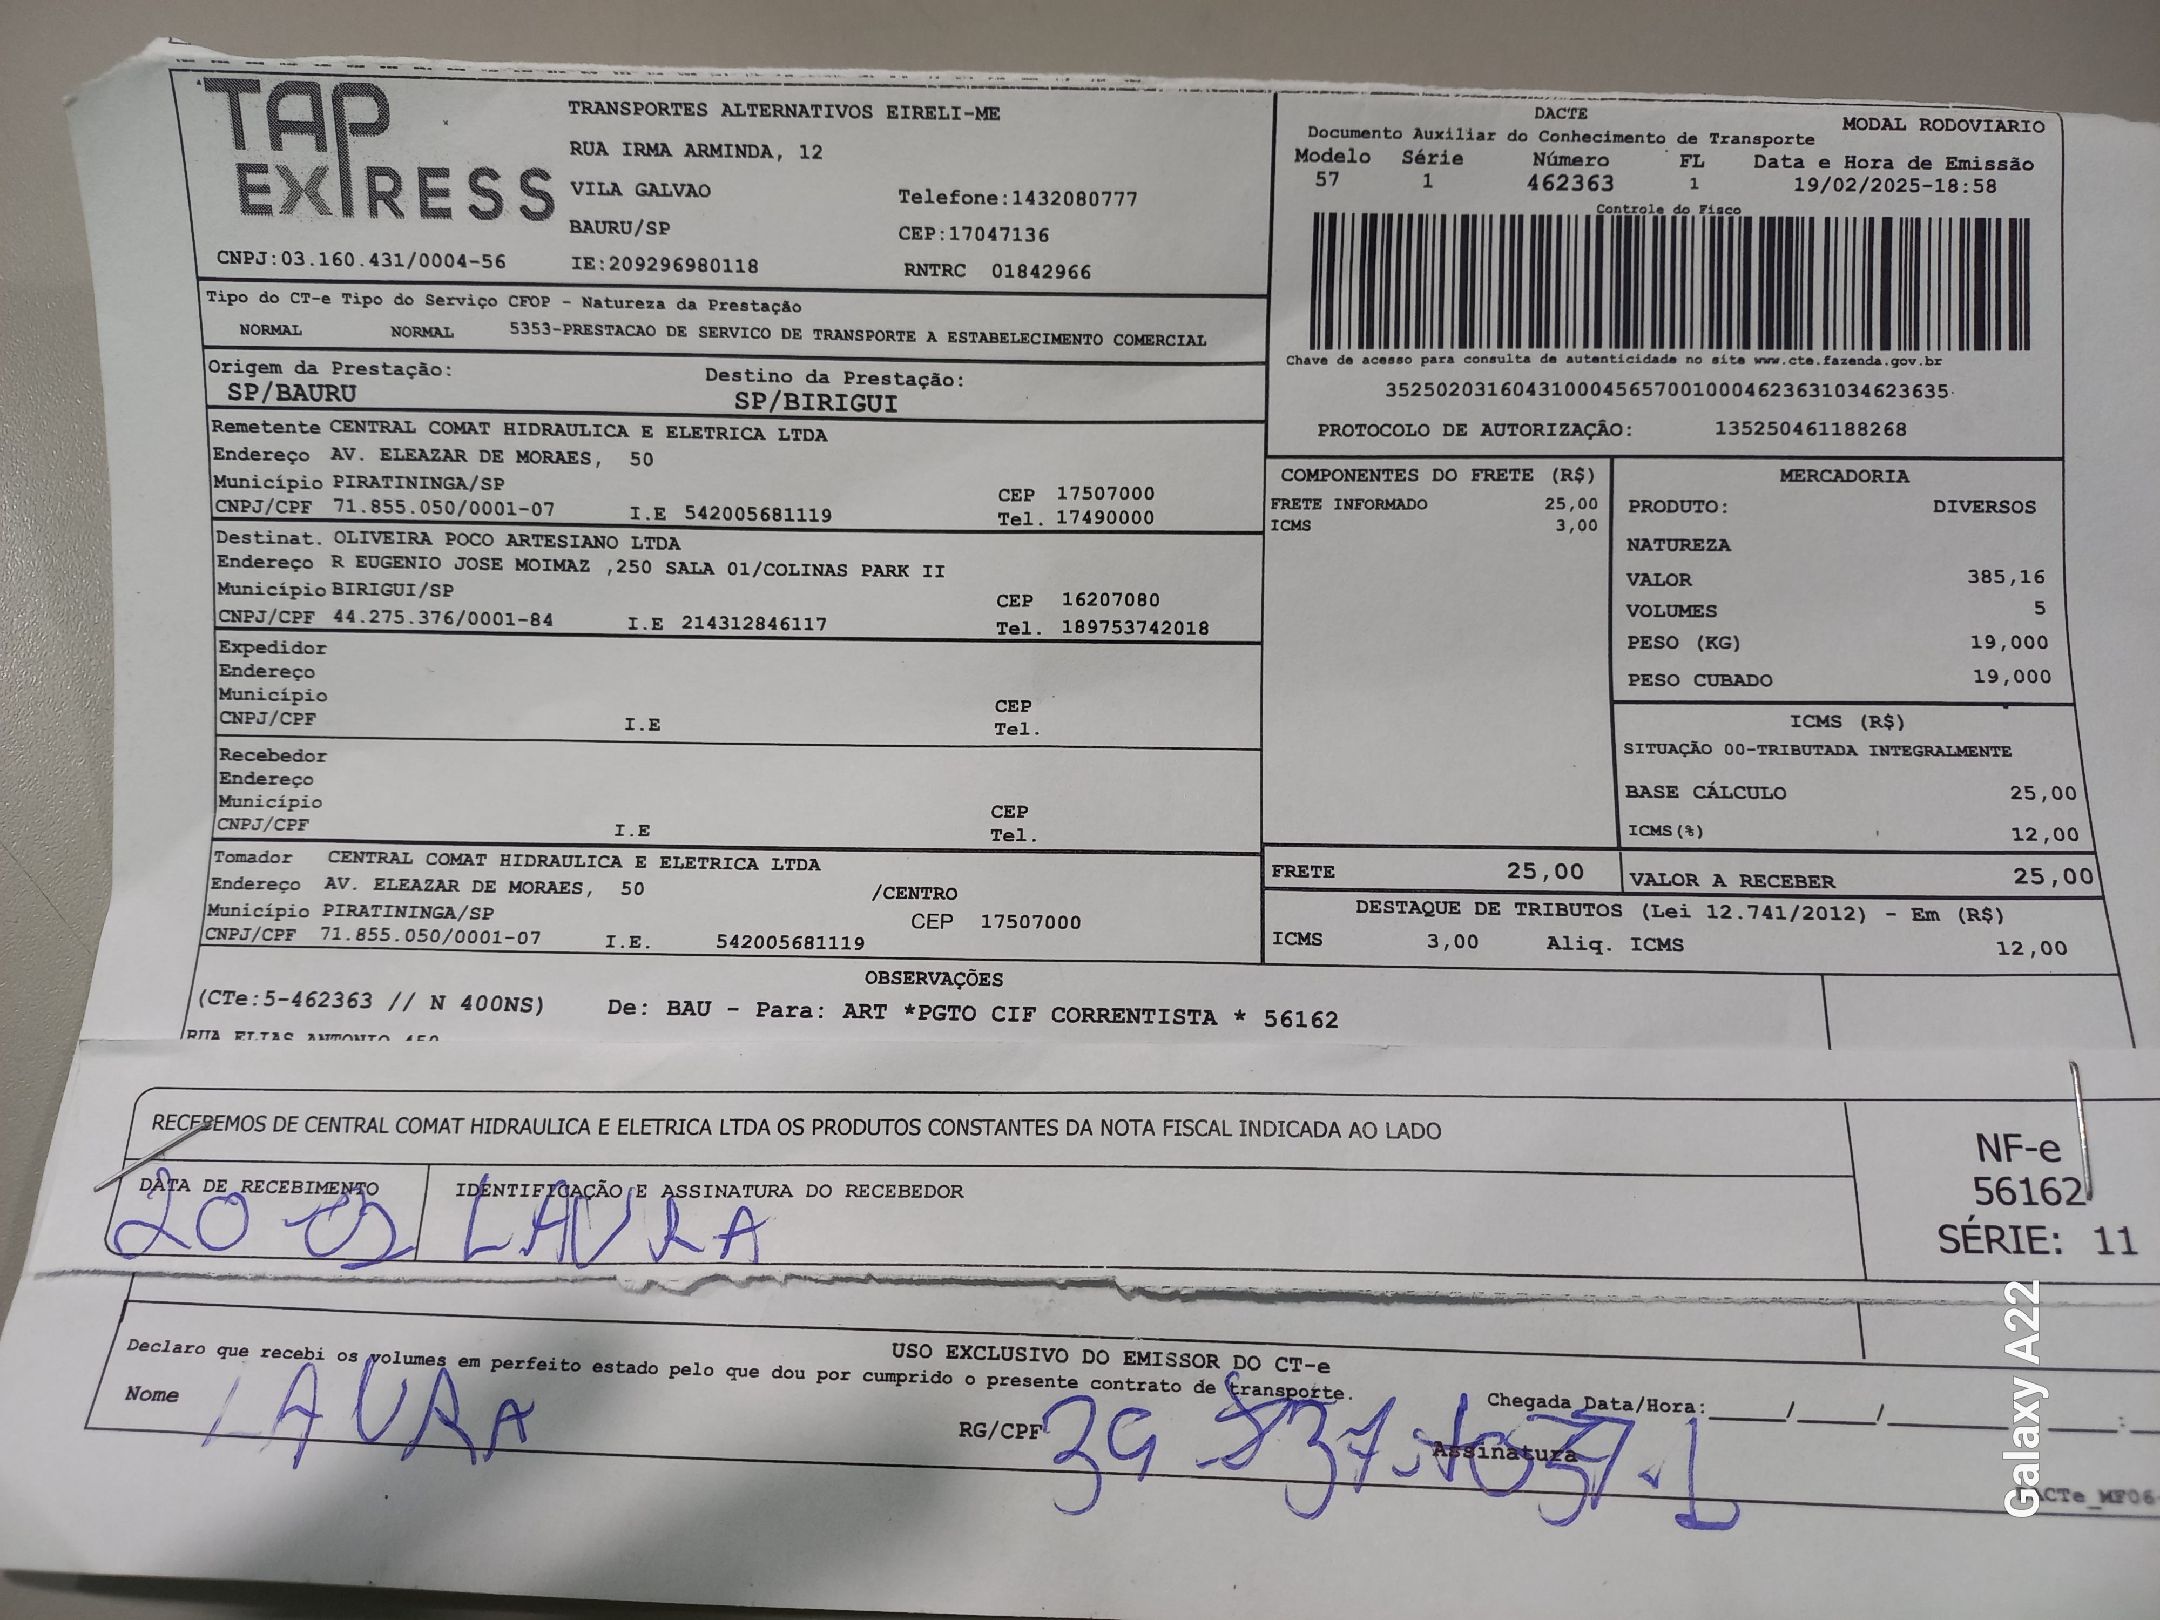 TAP EXPRESS
TRANSPORTES ALTERNATIVOS EIRELI-ME
RUA IRMA ARMINDA, 12
VILA GALVAO Telefone:1432080777
BAURU/SP CEP:17047136
CNPJ:03.160.431/0004-56 IE:209296980118 RNTRC 01842966
DACTE
Documento Auxiliar do Conhecimento de Transporte MODAL RODOVIARIO
Modelo Série Número FL Data e Hora de Emissão
57 1 462363 1 19/02/2025-18:58
Controle do Fisco
Chave de acesso para consulta de autenticidade no site www.cte.fazenda.gov.br
35250203160431000456570010004623631034623635
PROTOCOLO DE AUTORIZAÇÃO: 135250461188268
Tipo do CT-e Tipo do Serviço CFOP - Natureza da Prestação
NORMAL NORMAL 5353-PRESTACAO DE SERVICO DE TRANSPORTE A ESTABELECIMENTO COMERCIAL
Origem da Prestação: Destino da Prestação:
SP/BAURU SP/BIRIGUI
Remetente CENTRAL COMAT HIDRAULICA E ELETRICA LTDA
Endereço AV. ELEAZAR DE MORAES, 50
Município PIRATININGA/SP CEP 17507000
CNPJ/CPF 71.855.050/0001-07 I.E 542005681119 Tel. 17490000
Destinat. OLIVEIRA POCO ARTESIANO LTDA
Endereço R EUGENIO JOSE MOIMAZ ,250 SALA 01/COLINAS PARK II
Município BIRIGUI/SP CEP 16207080
CNPJ/CPF 44.275.376/0001-84 I.E 214312846117 Tel. 189753742018
Expedidor
Endereço
Município CEP
CNPJ/CPF I.E Tel.
Recebedor
Endereço
Município CEP
CNPJ/CPF I.E Tel.
Tomador CENTRAL COMAT HIDRAULICA E ELETRICA LTDA
Endereço AV. ELEAZAR DE MORAES, 50 /CENTRO
Município PIRATININGA/SP CEP 17507000
CNPJ/CPF 71.855.050/0001-07 I.E. 542005681119
COMPONENTES DO FRETE (R$)
FRETE INFORMADO 25,00
ICMS 3,00
MERCADORIA
PRODUTO: DIVERSOS
NATUREZA
VALOR 385,16
VOLUMES 5
PESO (KG) 19,000
PESO CUBADO 19,000
ICMS (R$)
SITUAÇÃO 00-TRIBUTADA INTEGRALMENTE
BASE CÁLCULO 25,00
ICMS(%) 12,00
FRETE 25,00 VALOR A RECEBER 25,00
DESTAQUE DE TRIBUTOS (Lei 12.741/2012) - Em (R$)
ICMS 3,00 Aliq. ICMS 12,00
OBSERVAÇÕES
(CTe:5-462363 // N 400NS) De: BAU - Para: ART *PGTO CIF CORRENTISTA * 56162
RUA ELIAS ANTONIO 450
RECEBEMOS DE CENTRAL COMAT HIDRAULICA E ELETRICA LTDA OS PRODUTOS CONSTANTES DA NOTA FISCAL INDICADA AO LADO
NF-e
56162
SÉRIE: 11
DATA DE RECEBIMENTO IDENTIFICAÇÃO E ASSINATURA DO RECEBEDOR
20-02 LAURA
USO EXCLUSIVO DO EMISSOR DO CT-e
Declaro que recebi os volumes em perfeito estado pelo que dou por cumprido o presente contrato de transporte.
Nome LAURA RG/CPF Chegada Data/Hora:____/____/________:
Assinatura
Galaxy A22